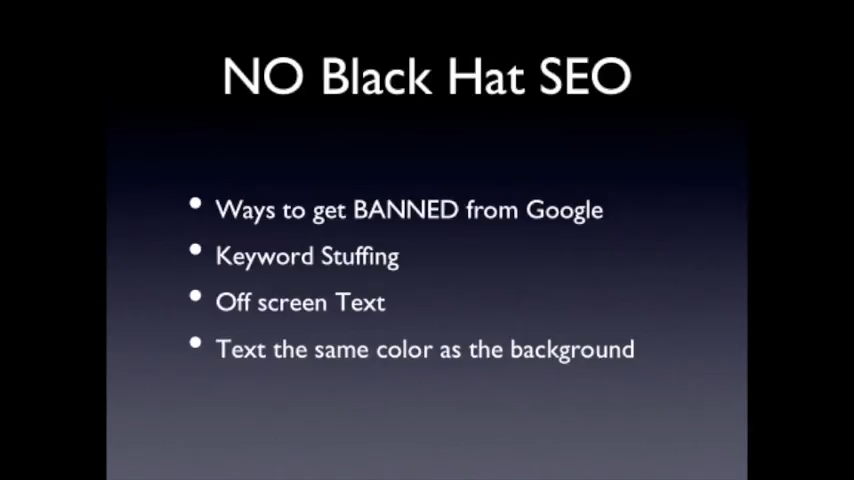 NO Black Hat SEO
• Ways to get BANNED from Google
• Keyword Stuffing
• Off screen Text
• Text the same color as the background